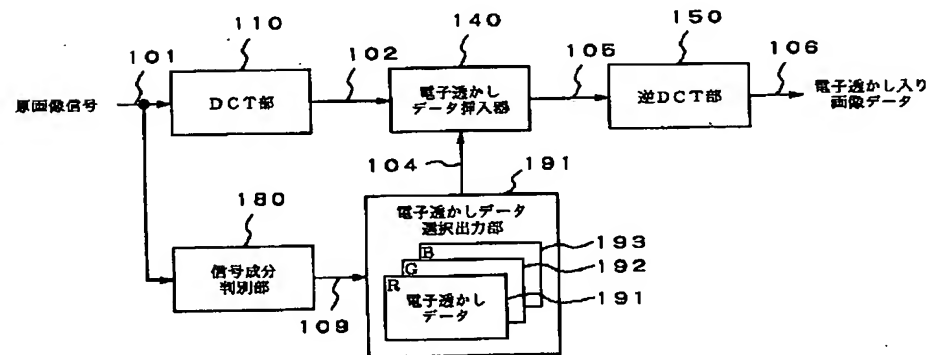 110
140
150
101
102
105
106
原画像信号
DCT部
電子透かし
データ挿入器
逆DCT部
電子透かし入り
画像データ
104
191
180
電子透かしデータ
選択出力部
信号成分
判別部
109
B
193
G
192
R
電子透かし
データ
191